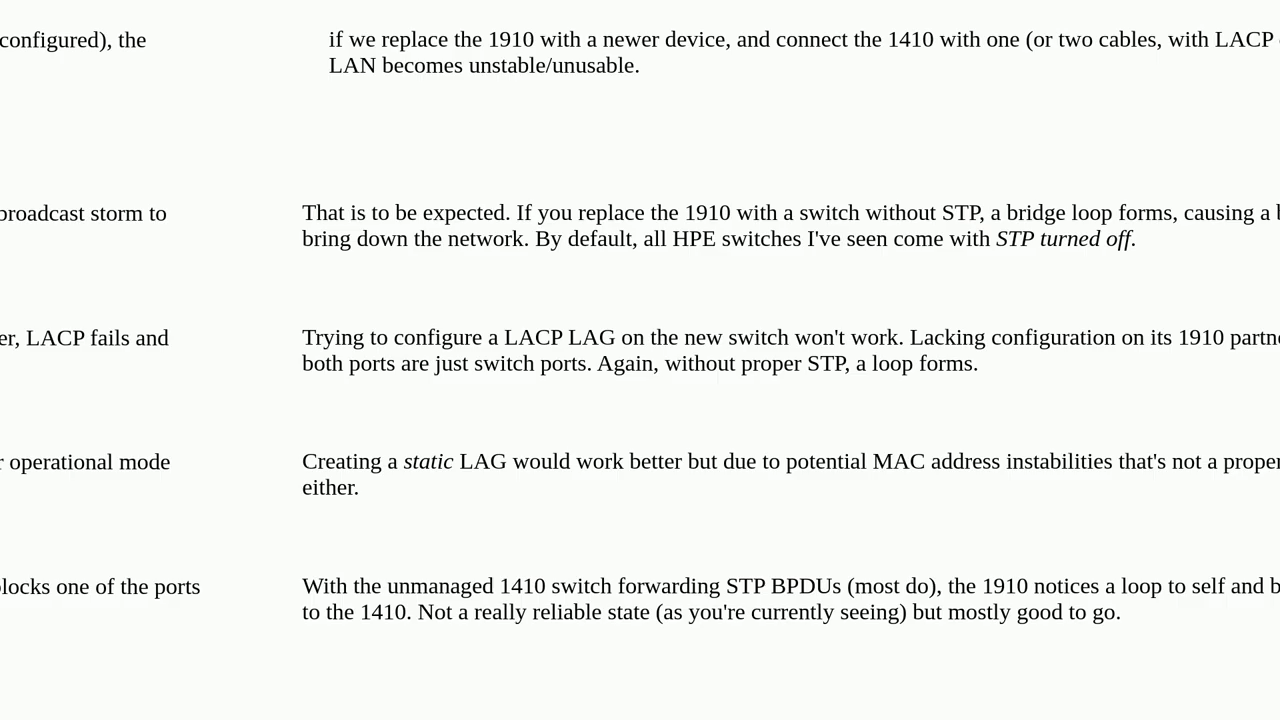 configured), the
if we replace the 1910 with a newer device, and connect the 1410 with one (or two cables, with LACP
LAN becomes unstable/unusable.
broadcast storm to
That is to be expected. If you replace the 1910 with a switch without STP, a bridge loop forms, causing a
bring down the network. By default, all HPE switches I've seen come with STP turned off.
er, LACP fails and
Trying to configure a LACP LAG on the new switch won't work. Lacking configuration on its 1910 partne
both ports are just switch ports. Again, without proper STP, a loop forms.
r operational mode
Creating a static LAG would work better but due to potential MAC address instabilities that's not a proper
either.
locks one of the ports
With the unmanaged 1410 switch forwarding STP BPDUs (most do), the 1910 notices a loop to self and b
to the 1410. Not a really reliable state (as you're currently seeing) but mostly good to go.